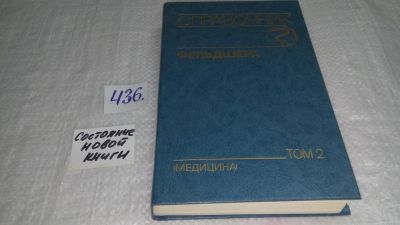 СПРАВОЧНИК
ФЕЛЬДШЕРА
436.
Состояние
новой
книги
ТОМ 2
«МЕДИЦИНА»